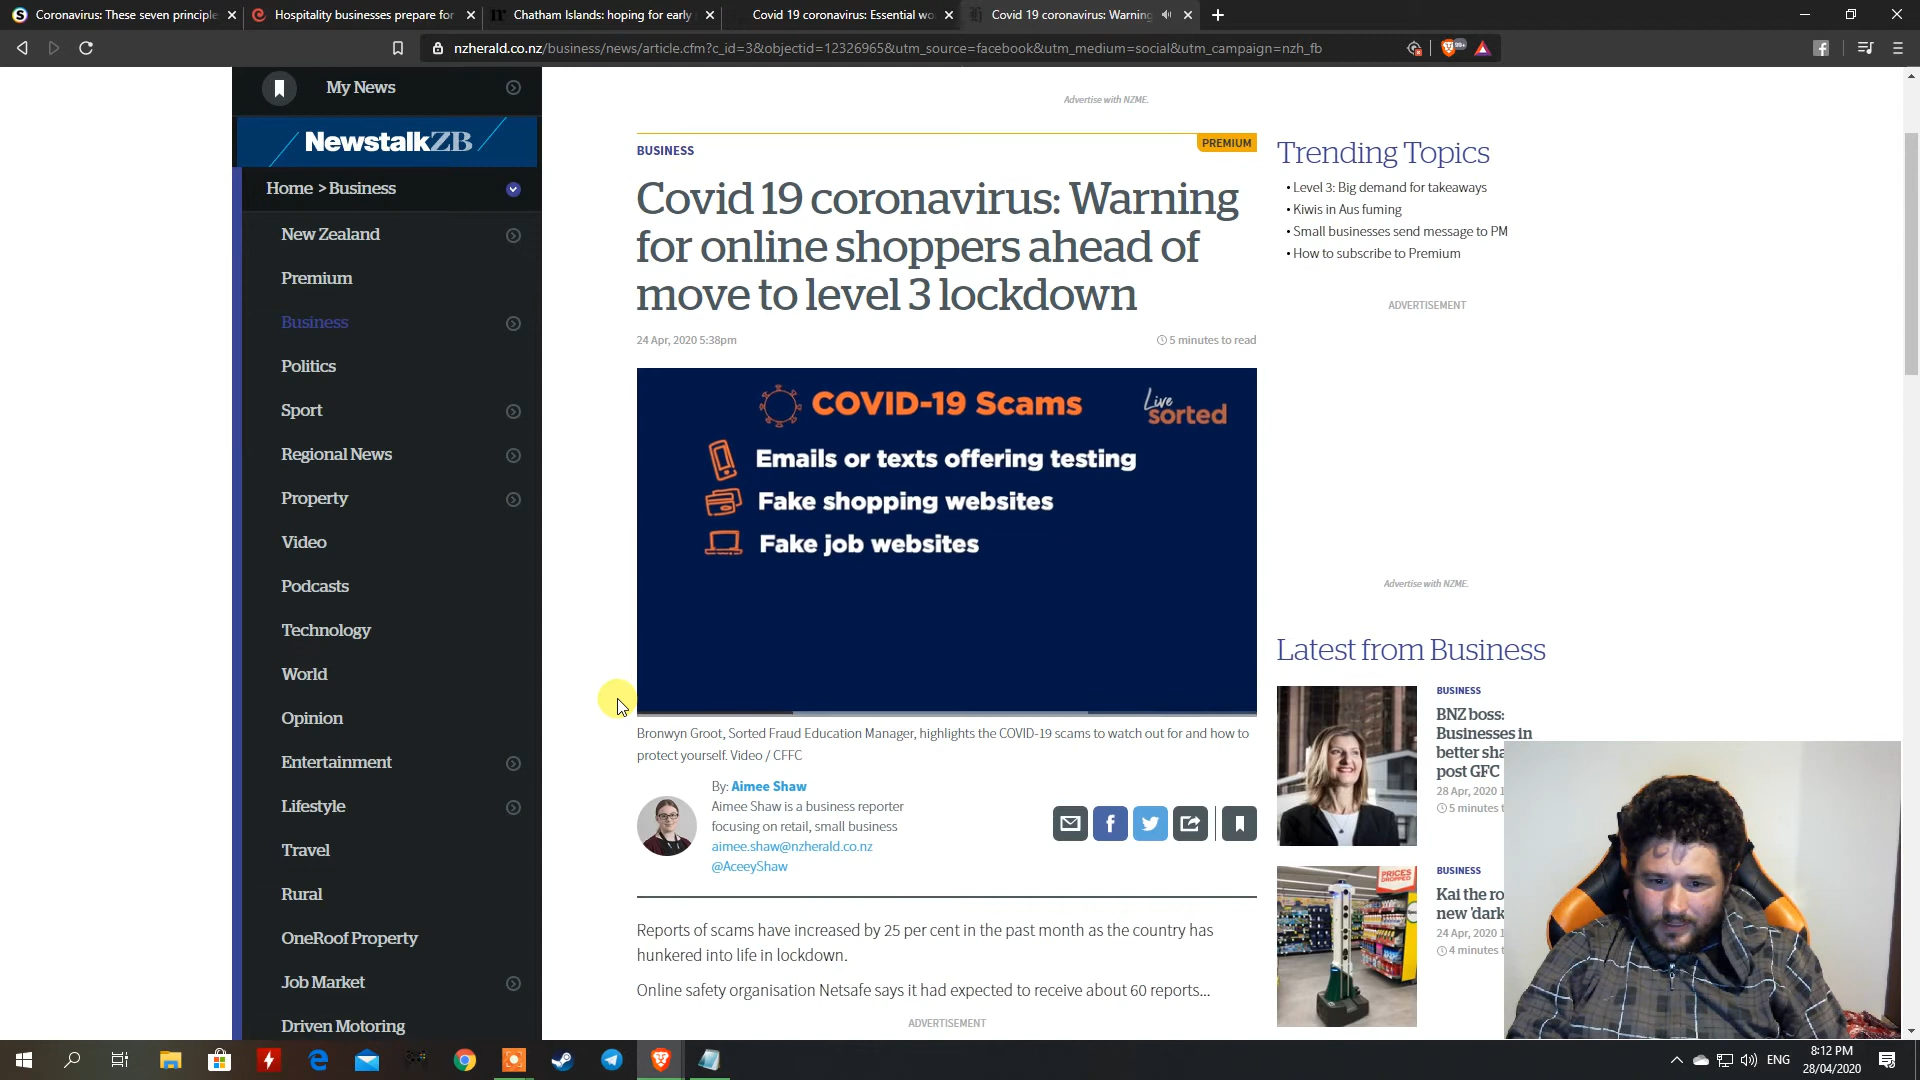 Coronavirus: These seven principle
Hospitality businesses prepare for
Chatham Islands: hoping for early
Covid 19 coronavirus: Essential wo
Covid 19 coronavirus: Warning
nzherald.co.nz/business/news/article.cfm?c_id=3&objectid=12326965&utm_source=facebook&utm_medium=social&utm_campaign=nzh_fb
My News
NewstalkZB
Home > Business
New Zealand
Premium
Business
Politics
Sport
Regional News
Property
Video
Podcasts
Technology
World
Opinion
Entertainment
Lifestyle
Travel
Rural
OneRoof Property
Job Market
Driven Motoring
Advertise with NZME.
PREMIUM
BUSINESS
Covid 19 coronavirus: Warning
for online shoppers ahead of
move to level 3 lockdown
24 Apr, 2020 5:38pm
5 minutes to read
COVID-19 Scams
Live
sorted
Emails or texts offering testing
Fake shopping websites
Fake job websites
Bronwyn Groot, Sorted Fraud Education Manager, highlights the COVID-19 scams to watch out for and how to
protect yourself. Video / CFFC
By: Aimee Shaw
Aimee Shaw is a business reporter
focusing on retail, small business
aimee.shaw@nzherald.co.nz
@AceeyShaw
Reports of scams have increased by 25 per cent in the past month as the country has
hunkered into life in lockdown.
Online safety organisation Netsafe says it had expected to receive about 60 reports...
ADVERTISEMENT
Trending Topics
• Level 3: Big demand for takeaways
• Kiwis in Aus fuming
• Small businesses send message to PM
• How to subscribe to Premium
ADVERTISEMENT
Advertise with NZME.
Latest from Business
BUSINESS
BNZ boss:
Businesses in
better sha
post GFC
28 Apr, 2020 1
5 minutes t
PRICES
DROPPED
BUSINESS
Kai the ro
new 'dark
24 Apr, 2020 1
4 minutes t
ENG
8:12 PM
28/04/2020